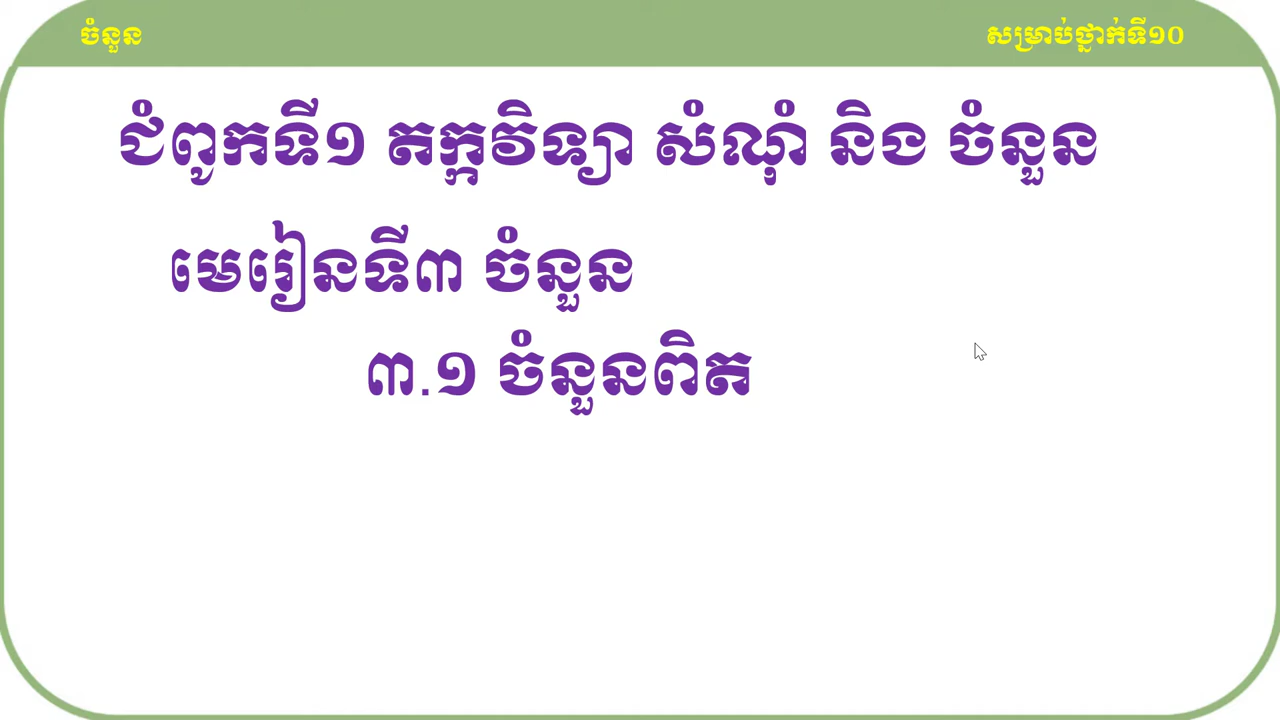 ចំនួន សម្រាប់ថ្នាក់ទី១០
ជំពូកទី១ តក្កវិទ្យា សំណុំ និង ចំនួន
មេរៀនទី៣ ចំនួន
៣.១ ចំនួនពិត